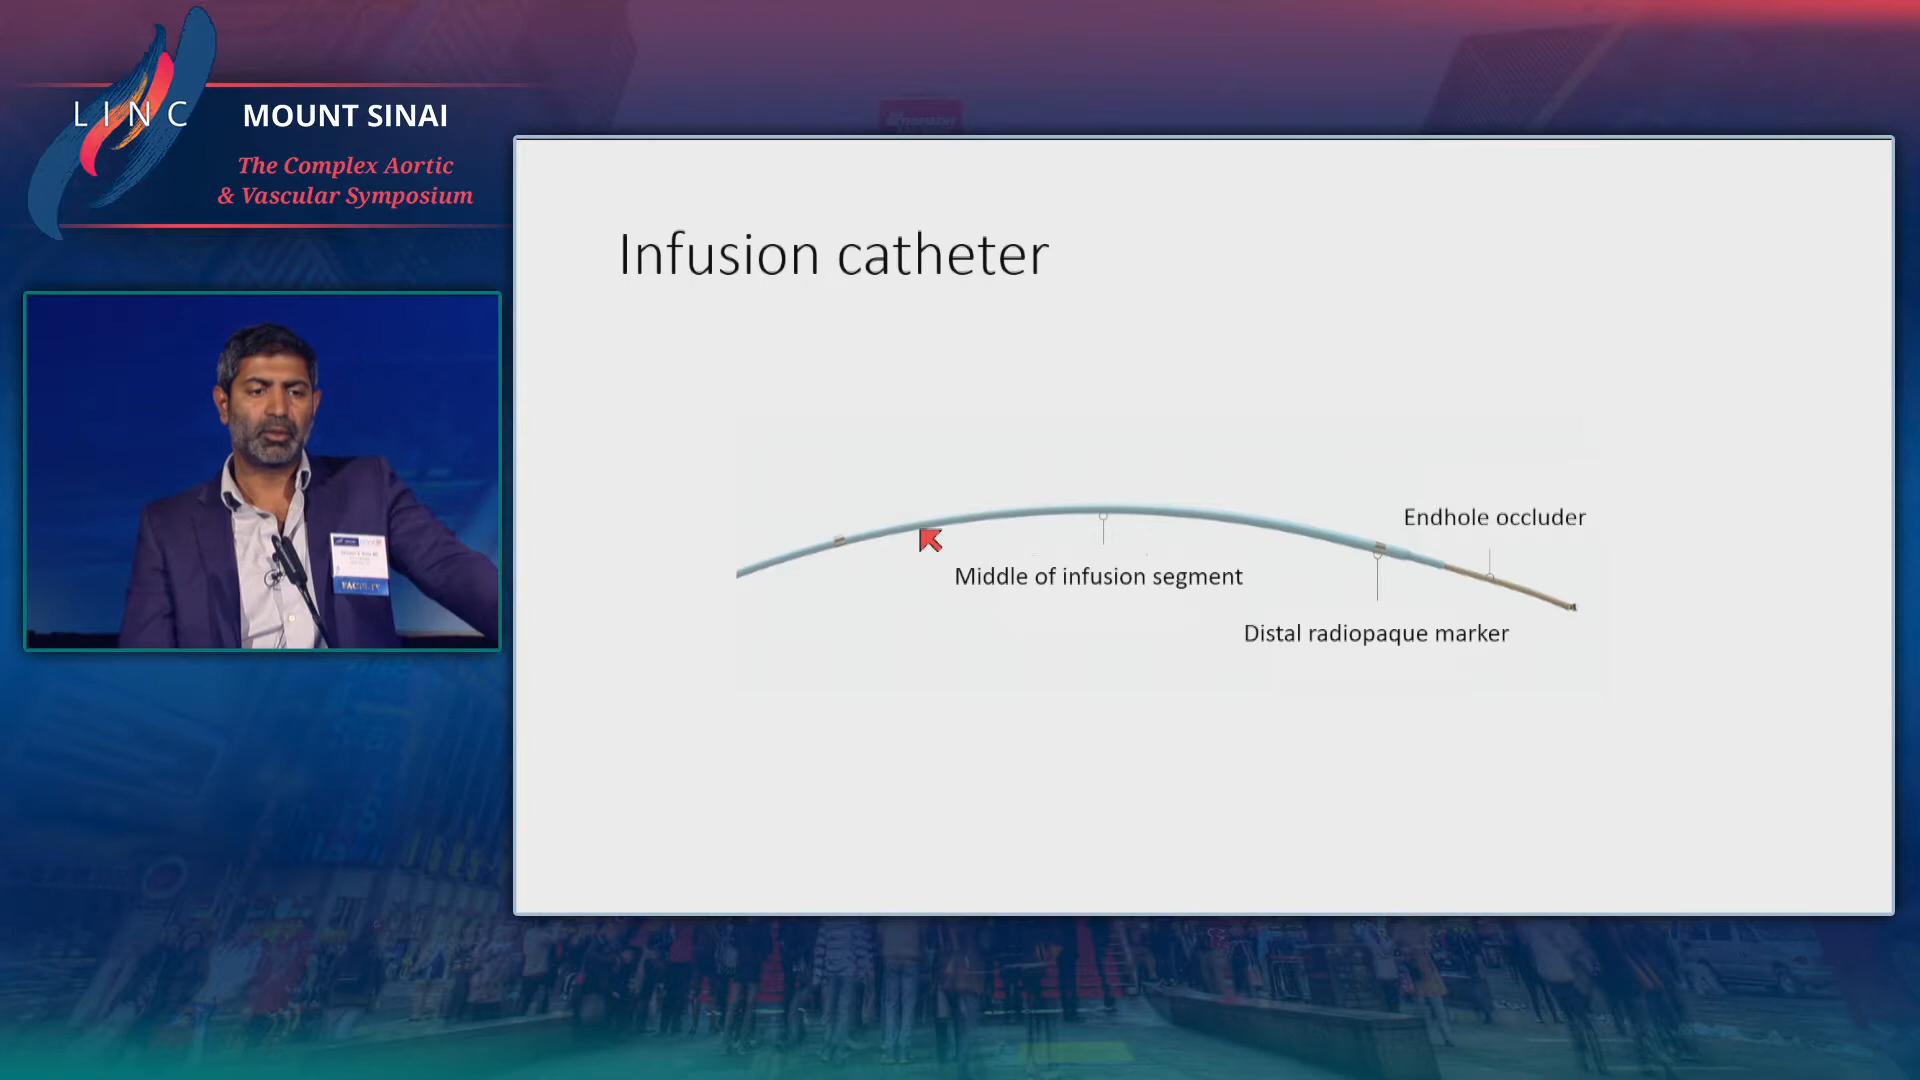 LINC
MOUNT SINAI
The Complex Aortic
& Vascular Symposium
Infusion catheter
Endhole occluder
Middle of infusion segment
Distal radiopaque marker
FACULTY